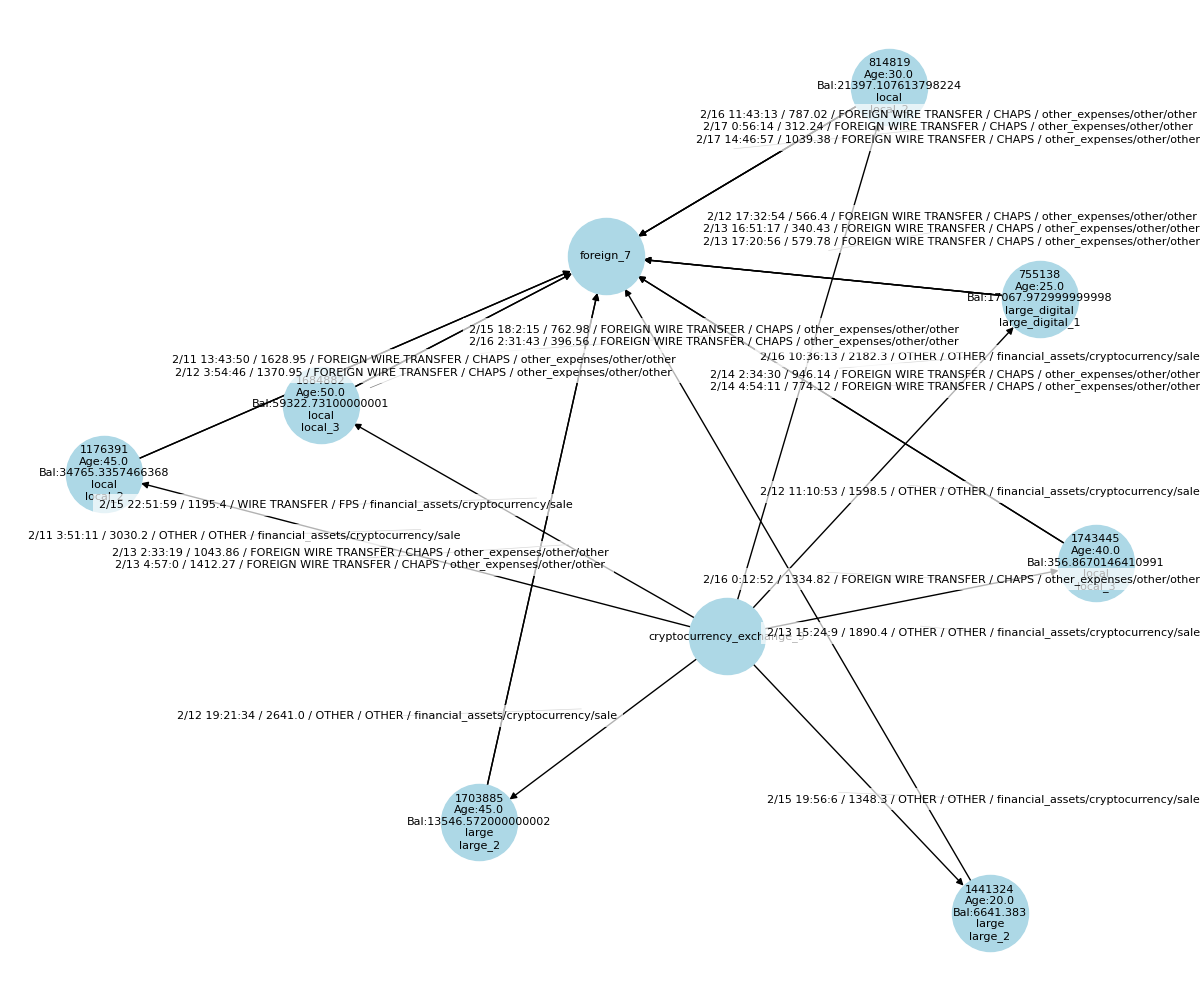 814819
Age:30.0
Bal:21397.107613798224
local
local_2
2/16 11:43:13 / 787.02 / FOREIGN WIRE TRANSFER / CHAPS / other_expenses/other/other
2/17 0:56:14 / 312.24 / FOREIGN WIRE TRANSFER / CHAPS / other_expenses/other/other
2/17 14:46:57 / 1039.38 / FOREIGN WIRE TRANSFER / CHAPS / other_expenses/other/other
2/12 17:32:54 / 566.4 / FOREIGN WIRE TRANSFER / CHAPS / other_expenses/other/other
2/13 16:51:17 / 340.43 / FOREIGN WIRE TRANSFER / CHAPS / other_expenses/other/other
2/13 17:20:56 / 579.78 / FOREIGN WIRE TRANSFER / CHAPS / other_expenses/other/other
foreign_7
755138
Age:25.0
Bal:17067.972999999998
large_digital
large_digital_1
2/15 18:2:15 / 762.98 / FOREIGN WIRE TRANSFER / CHAPS / other_expenses/other/other
2/16 2:31:43 / 396.56 / FOREIGN WIRE TRANSFER / CHAPS / other_expenses/other/other
2/16 10:36:13 / 2182.3 / OTHER / OTHER / financial_assets/cryptocurrency/sale
2/11 13:43:50 / 1628.95 / FOREIGN WIRE TRANSFER / CHAPS / other_expenses/other/other
2/12 3:54:46 / 1370.95 / FOREIGN WIRE TRANSFER / CHAPS / other_expenses/other/other
2/14 2:34:30 / 946.14 / FOREIGN WIRE TRANSFER / CHAPS / other_expenses/other/other
2/14 4:54:11 / 774.12 / FOREIGN WIRE TRANSFER / CHAPS / other_expenses/other/other
1684882
Age:50.0
Bal:59322.73100000001
local
local_3
1176391
Age:45.0
Bal:34765.3357466368
local
local_2
2/15 22:51:59 / 1195.4 / WIRE TRANSFER / FPS / financial_assets/cryptocurrency/sale
2/12 11:10:53 / 1598.5 / OTHER / OTHER / financial_assets/cryptocurrency/sale
2/11 3:51:11 / 3030.2 / OTHER / OTHER / financial_assets/cryptocurrency/sale
2/13 2:33:19 / 1043.86 / FOREIGN WIRE TRANSFER / CHAPS / other_expenses/other/other
2/13 4:57:0 / 1412.27 / FOREIGN WIRE TRANSFER / CHAPS / other_expenses/other/other
1743445
Age:40.0
Bal:356.8670146410991
local
local_3
2/16 0:12:52 / 1334.82 / FOREIGN WIRE TRANSFER / CHAPS / other_expenses/other/other
cryptocurrency_exchange_5
2/13 15:24:9 / 1890.4 / OTHER / OTHER / financial_assets/cryptocurrency/sale
2/12 19:21:34 / 2641.0 / OTHER / OTHER / financial_assets/cryptocurrency/sale
1703885
Age:45.0
Bal:13546.572000000002
large
large_2
2/15 19:56:6 / 1348.3 / OTHER / OTHER / financial_assets/cryptocurrency/sale
1441324
Age:20.0
Bal:6641.383
large
large_2